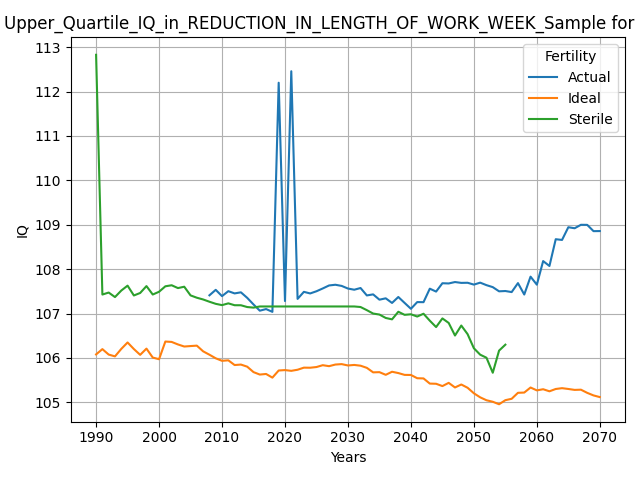 Upper_Quartile_IQ_in_REDUCTION_IN_LENGTH_OF_WORK_WEEK_Sample for
113
112
111
110
109
108
107
106
105
IQ
Fertility
Actual
Ideal
Sterile
1990 2000 2010 2020 2030 2040 2050 2060 2070
Years